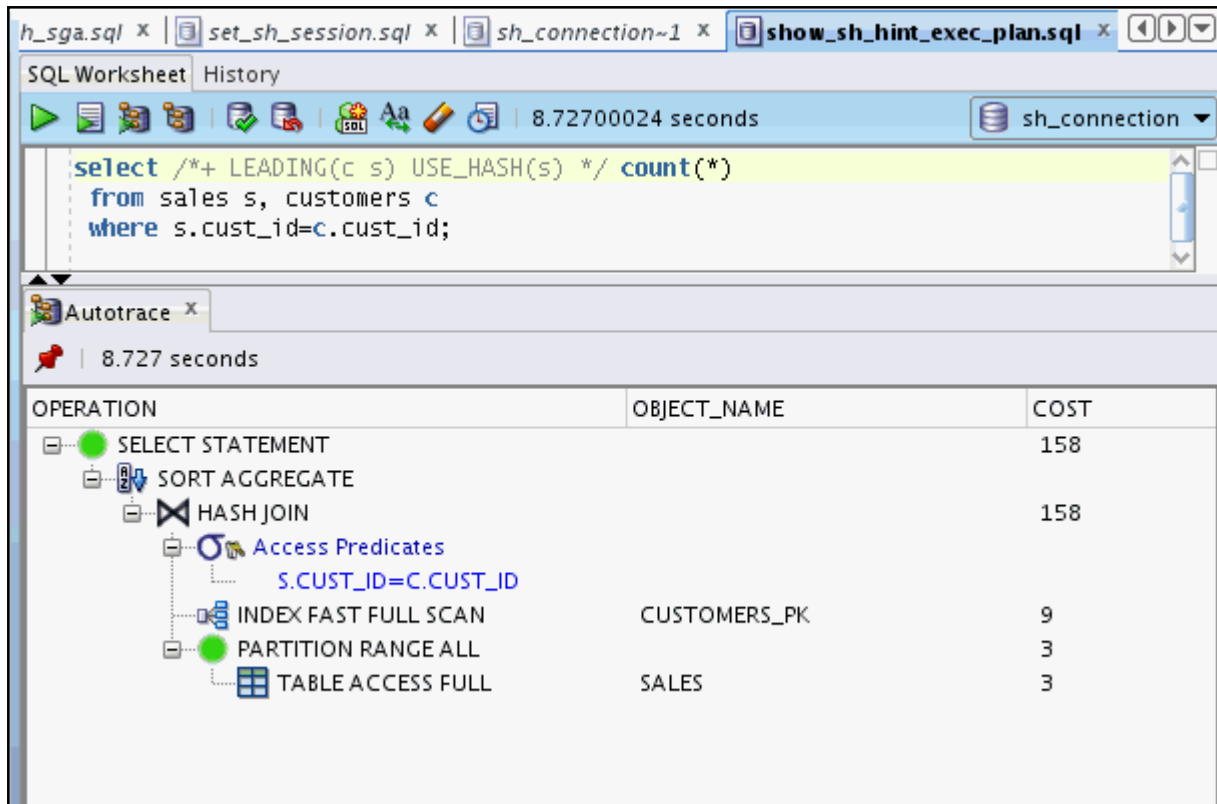 h_sga.sql x set_sh_session.sql x sh_connection~1 x show_sh_hint_exec_plan.sql x
SQL Worksheet History
8.72700024 seconds sh_connection
select /*+ LEADING(c s) USE_HASH(s) */ count(*)
from sales s, customers c
where s.cust_id=c.cust_id;
Autotrace x
8.727 seconds
OPERATION OBJECT_NAME COST
SELECT STATEMENT 158
SORT AGGREGATE
HASH JOIN 158
Access Predicates
S.CUST_ID=C.CUST_ID
INDEX FAST FULL SCAN CUSTOMERS_PK 9
PARTITION RANGE ALL 3
TABLE ACCESS FULL SALES 3